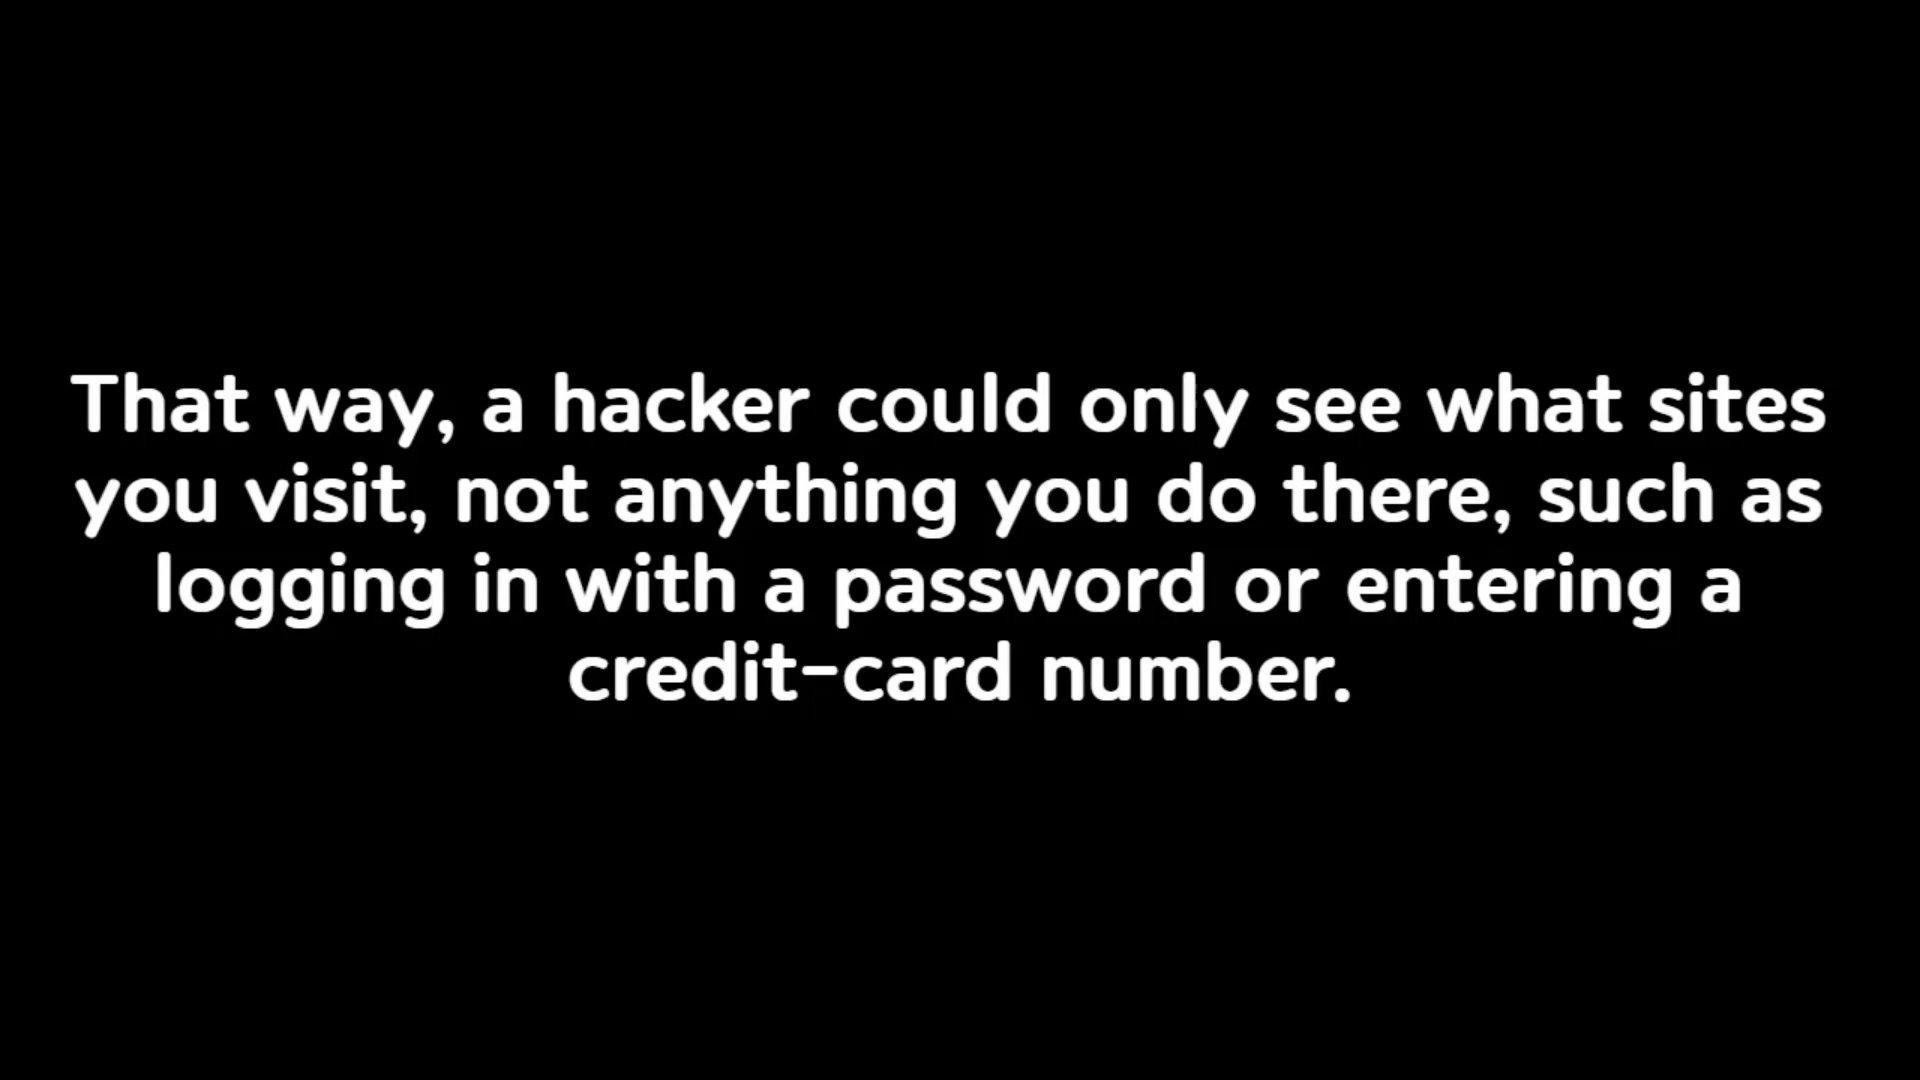 That way, a hacker could only see what sites
you visit, not anything you do there, such as
logging in with a password or entering a
credit-card number.